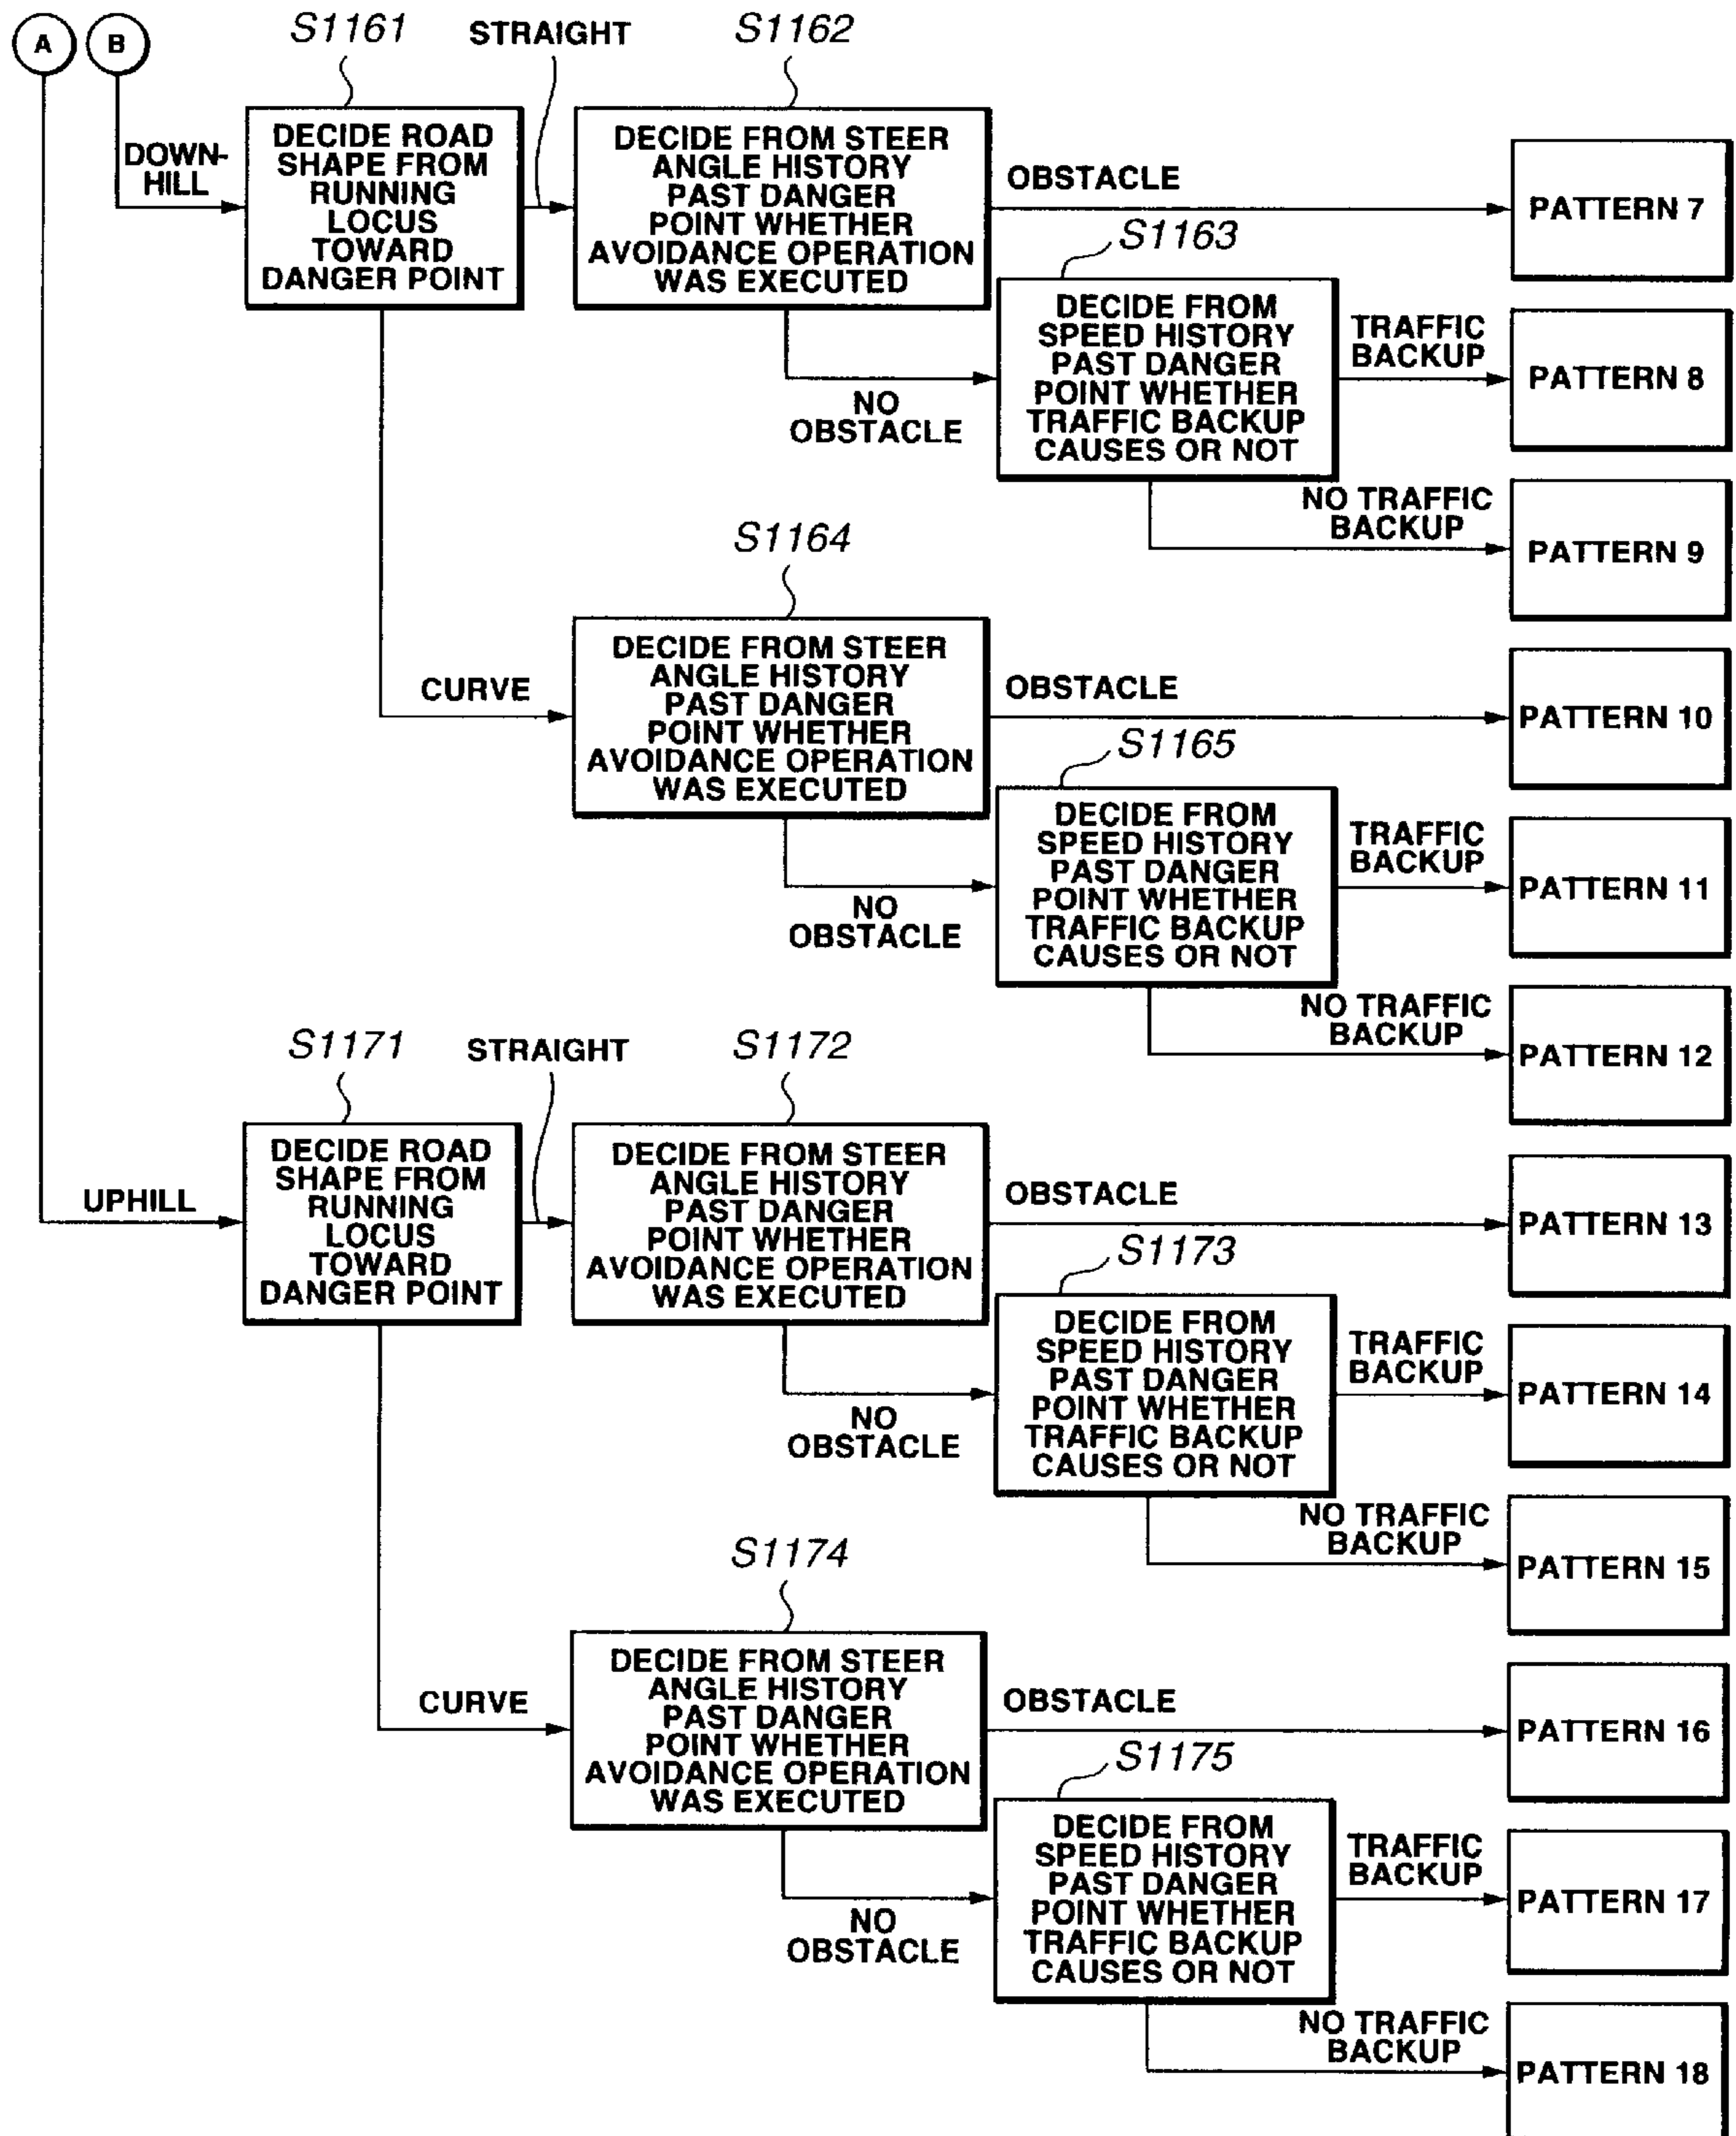 A
B
S1161
STRAIGHT
S1162
DOWN-
HILL
DECIDE ROAD
SHAPE FROM
RUNNING
LOCUS
TOWARD
DANGER POINT
DECIDE FROM STEER
ANGLE HISTORY
PAST DANGER
POINT WHETHER
AVOIDANCE OPERATION
WAS EXECUTED
OBSTACLE
PATTERN 7
S1163
NO
OBSTACLE
DECIDE FROM
SPEED HISTORY
PAST DANGER
POINT WHETHER
TRAFFIC BACKUP
CAUSES OR NOT
TRAFFIC
BACKUP
PATTERN 8
NO TRAFFIC
BACKUP
PATTERN 9
S1164
CURVE
DECIDE FROM STEER
ANGLE HISTORY
PAST DANGER
POINT WHETHER
AVOIDANCE OPERATION
WAS EXECUTED
OBSTACLE
PATTERN 10
S1165
NO
OBSTACLE
DECIDE FROM
SPEED HISTORY
PAST DANGER
POINT WHETHER
TRAFFIC BACKUP
CAUSES OR NOT
TRAFFIC
BACKUP
PATTERN 11
NO TRAFFIC
BACKUP
PATTERN 12
S1171
STRAIGHT
S1172
UPHILL
DECIDE ROAD
SHAPE FROM
RUNNING
LOCUS
TOWARD
DANGER POINT
DECIDE FROM STEER
ANGLE HISTORY
PAST DANGER
POINT WHETHER
AVOIDANCE OPERATION
WAS EXECUTED
OBSTACLE
PATTERN 13
S1173
NO
OBSTACLE
DECIDE FROM
SPEED HISTORY
PAST DANGER
POINT WHETHER
TRAFFIC BACKUP
CAUSES OR NOT
TRAFFIC
BACKUP
PATTERN 14
NO TRAFFIC
BACKUP
PATTERN 15
S1174
CURVE
DECIDE FROM STEER
ANGLE HISTORY
PAST DANGER
POINT WHETHER
AVOIDANCE OPERATION
WAS EXECUTED
OBSTACLE
PATTERN 16
S1175
NO
OBSTACLE
DECIDE FROM
SPEED HISTORY
PAST DANGER
POINT WHETHER
TRAFFIC BACKUP
CAUSES OR NOT
TRAFFIC
BACKUP
PATTERN 17
NO TRAFFIC
BACKUP
PATTERN 18